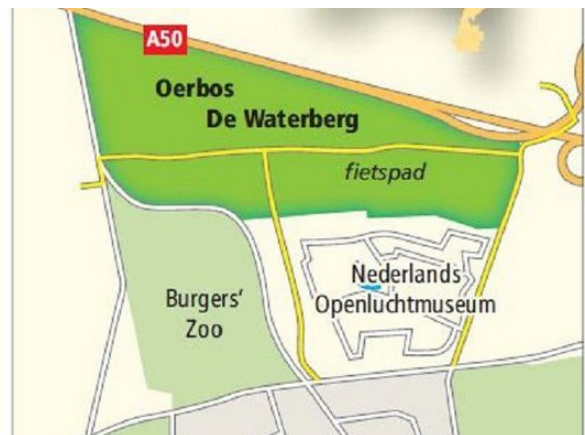 A50
Oerbos
De Waterberg
fietspad
Nederlands
Openluchtmuseum
Burgers'
Zoo